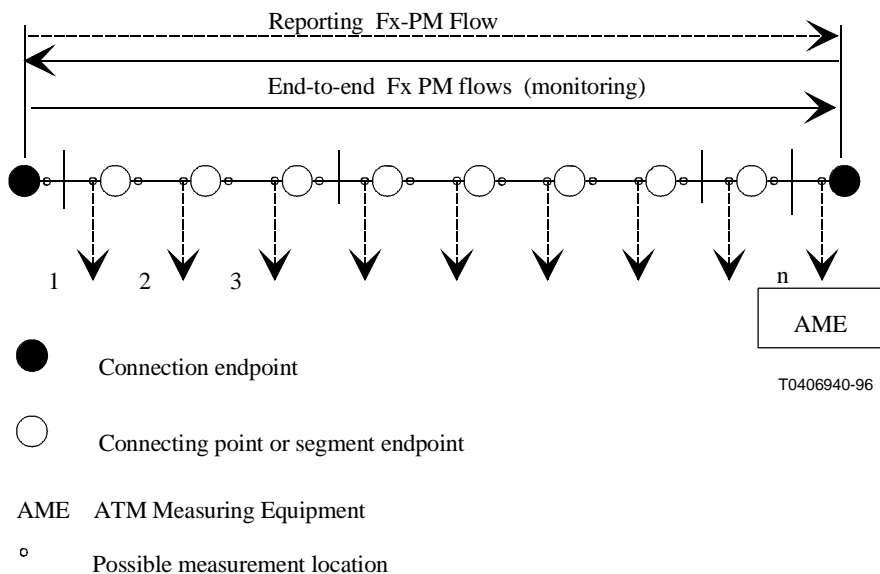 Reporting Fx-PM Flow
End-to-end Fx PM flows (monitoring)
1 2 3 n
AME
T0406940-96
Connection endpoint
Connecting point or segment endpoint
AME ATM Measuring Equipment
Possible measurement location